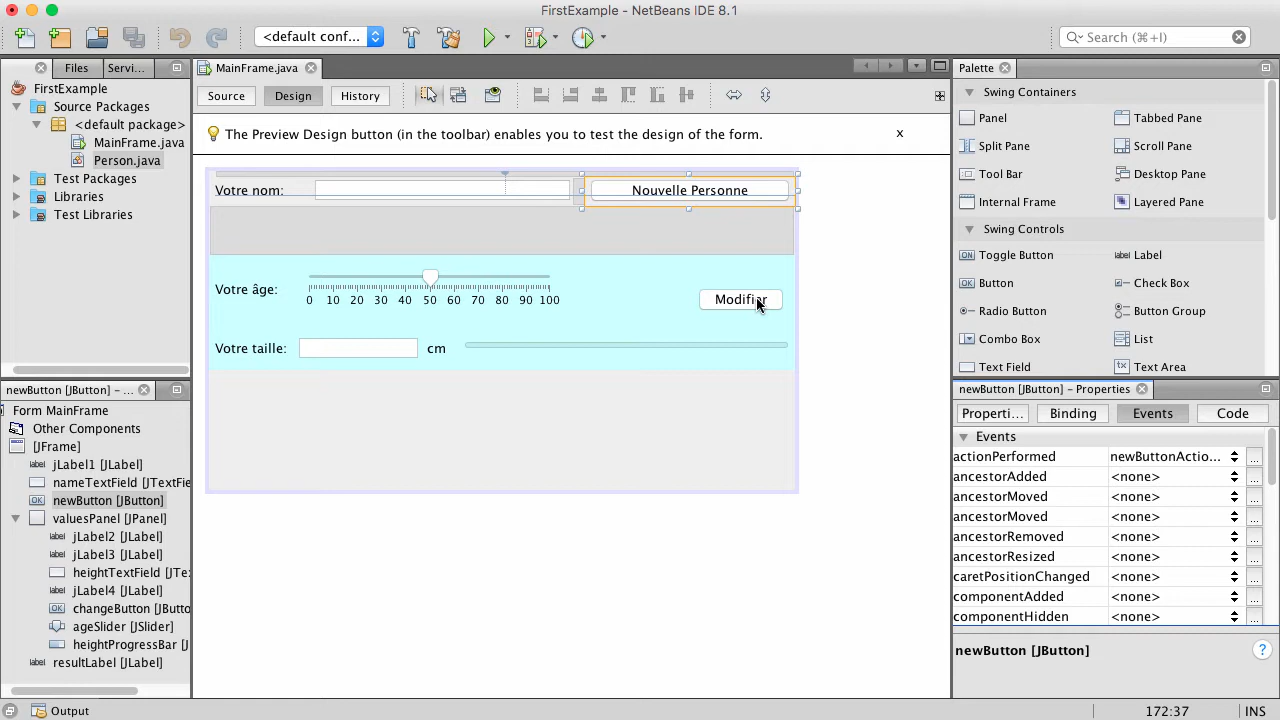 FirstExample - NetBeans IDE 8.1
<default conf...
Search (⌘+I)
Files
Servi...
MainFrame.java
Palette
FirstExample
Source Packages
<default package>
MainFrame.java
Person.java
Test Packages
Libraries
Test Libraries
Source
Design
History
The Preview Design button (in the toolbar) enables you to test the design of the form.
x
Votre nom:
Nouvelle Personne
Votre âge:
0 10 20 30 40 50 60 70 80 90 100
Modifier
Votre taille:
cm
Swing Containers
Panel
Tabbed Pane
Split Pane
Scroll Pane
Tool Bar
Desktop Pane
Internal Frame
Layered Pane
Swing Controls
Toggle Button
Label
Button
Check Box
Radio Button
Button Group
Combo Box
List
Text Field
Text Area
newButton [JButton] – ...
Form MainFrame
Other Components
[JFrame]
jLabel1 [JLabel]
nameTextField [JTextFie
newButton [JButton]
valuesPanel [JPanel]
jLabel2 [JLabel]
jLabel3 [JLabel]
heightTextField [JTe
jLabel4 [JLabel]
changeButton [JButto
ageSlider [JSlider]
heightProgressBar [J
resultLabel [JLabel]
newButton [JButton] – Properties
Properti...
Binding
Events
Code
Events
actionPerformed newButtonActio... ...
ancestorAdded <none> ...
ancestorMoved <none> ...
ancestorMoved <none> ...
ancestorRemoved <none> ...
ancestorResized <none> ...
caretPositionChanged <none> ...
componentAdded <none> ...
componentHidden <none> ...
newButton [JButton]
?
Output
172:37
INS